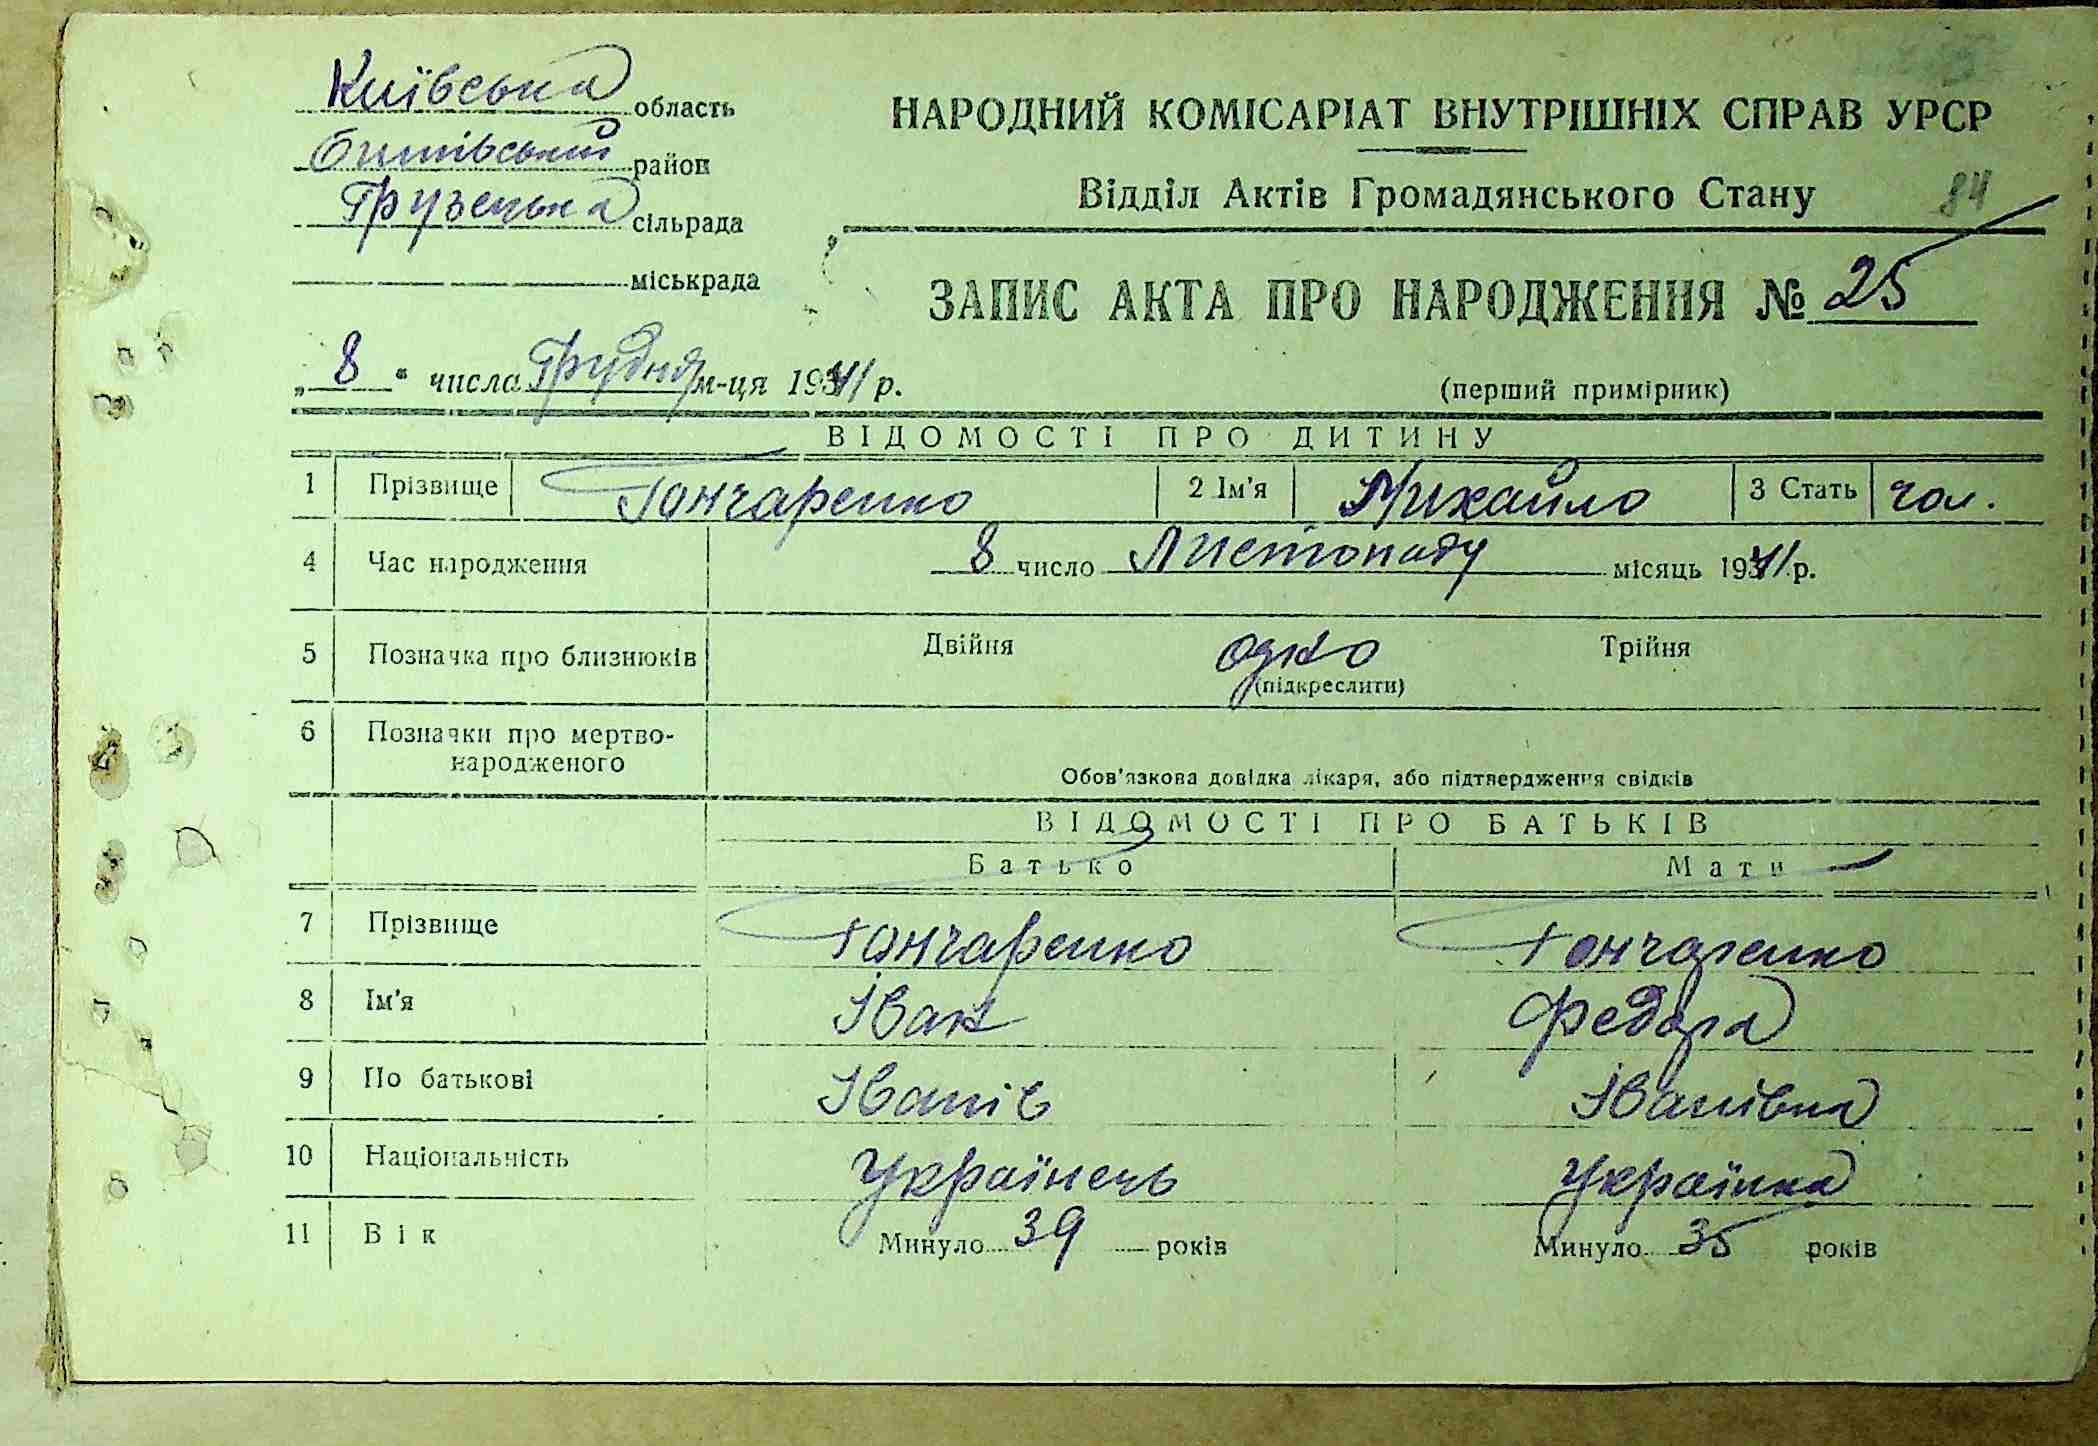 Київська область
Бишівський район
Грузецька сільрада
міськрада
НАРОДНИЙ КОМІСАРІАТ ВНУТРІШНІХ СПРАВ УРСР
Відділ Актів Громадянського Стану
84
ЗАПИС АКТА ПРО НАРОДЖЕННЯ № 25
„ 8 “ числа Грудня м-ця 1941 р.
(перший примірник)
ВІДОМОСТІ ПРО ДИТИНУ
1 Прізвище Гончаренко 2 Ім'я Михайло 3 Стать чол.
4 Час народження 8 число Листопаду місяць 1941 р.
5 Позначка про близнюків Двійня одно Трійня
(підкреслити)
6 Позначки про мертво-
народженого
Обов'язкова довідка лікаря, або підтвердження свідків
ВІДОМОСТІ ПРО БАТЬКІВ
Батько Мати
7 Прізвище Гончаренко Гончаренко
8 Ім'я Іван Федора
9 По батькові Іванів Іванівна
10 Національність Українець Українка
11 Вік Минуло 39 років Минуло 35 років